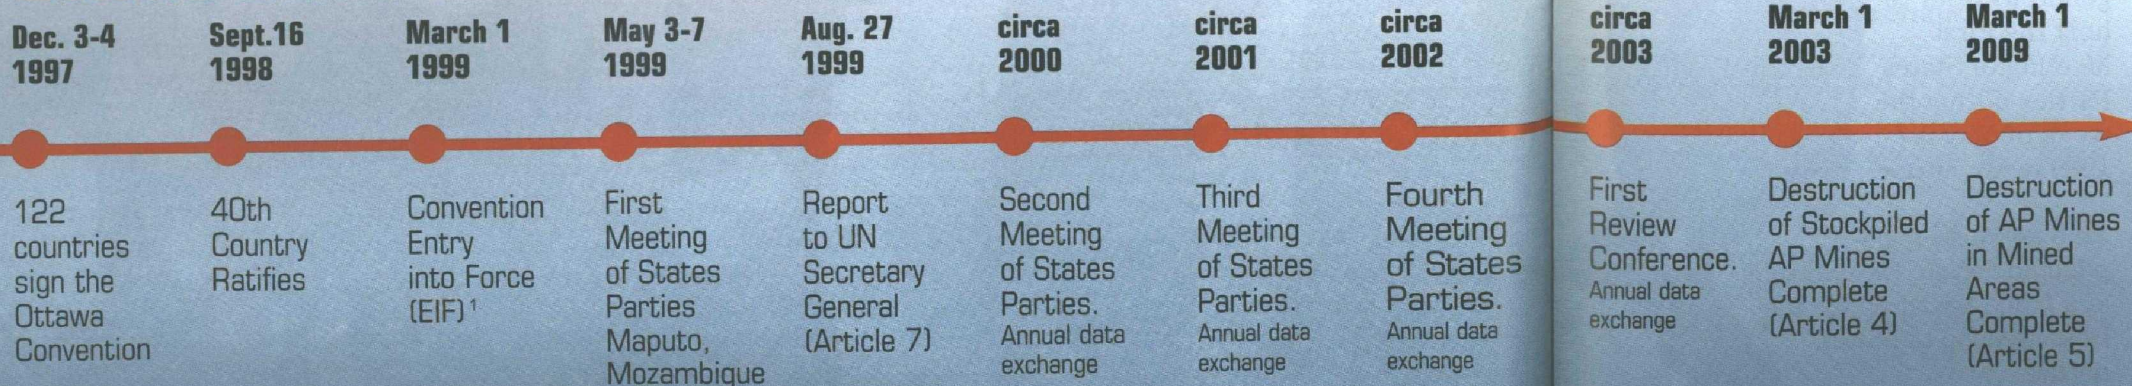 Dec. 3-4
1997
122
countries
sign the
Ottawa
Convention
Sept.16
1998
40th
Country
Ratifies
March 1
1999
Convention
Entry
into Force
(EIF) 1
May 3-7
1999
First
Meeting
of States
Parties
Maputo,
Mozambique
Aug. 27
1999
Report
to UN
Secretary
General
(Article 7)
circa
2000
Second
Meeting
of States
Parties.
Annual data
exchange
circa
2001
Third
Meeting
of States
Parties.
Annual data
exchange
circa
2002
Fourth
Meeting
of States
Parties.
Annual data
exchange
circa
2003
First
Review
Conference.
Annual data
exchange
March 1
2003
Destruction
of Stockpiled
AP Mines
Complete
(Article 4)
March 1
2009
Destruction
of AP Mines
in Mined
Areas
Complete
(Article 5)